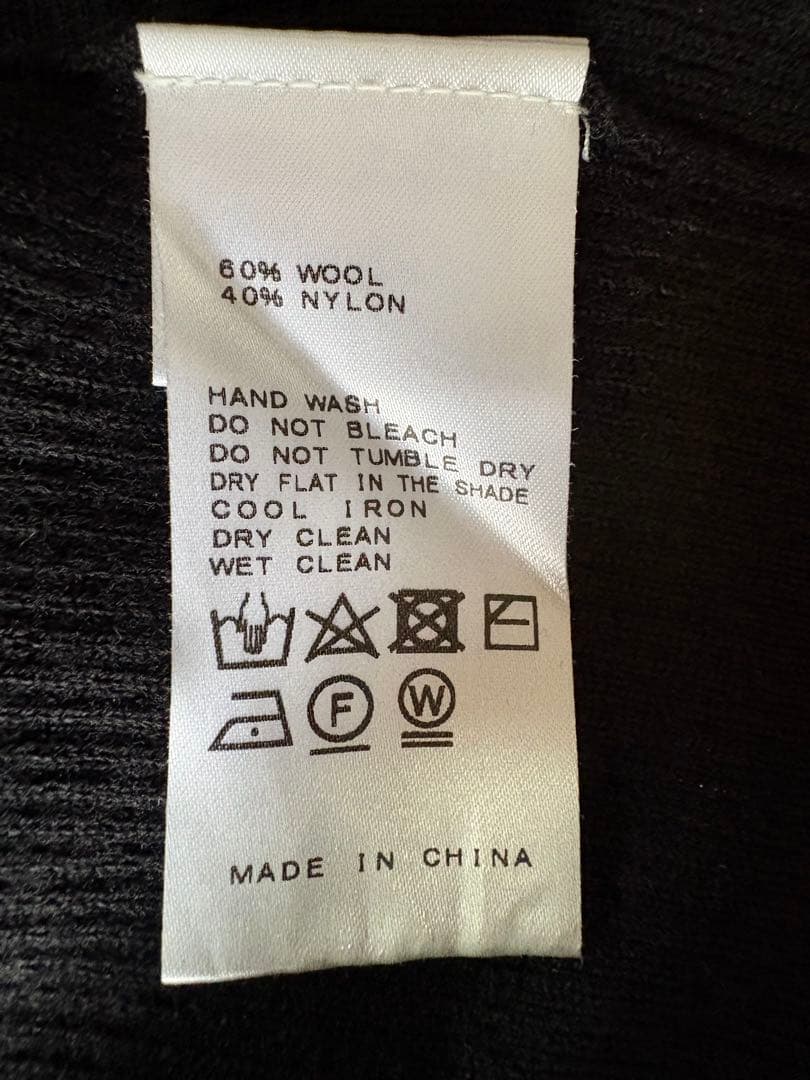 60% WOOL
40% NYLON
HAND WASH
DO NOT BLEACH
DO NOT TUMBLE DRY
DRY FLAT IN THE SHADE
COOL IRON
DRY CLEAN
WET CLEAN
F W
MADE IN CHINA